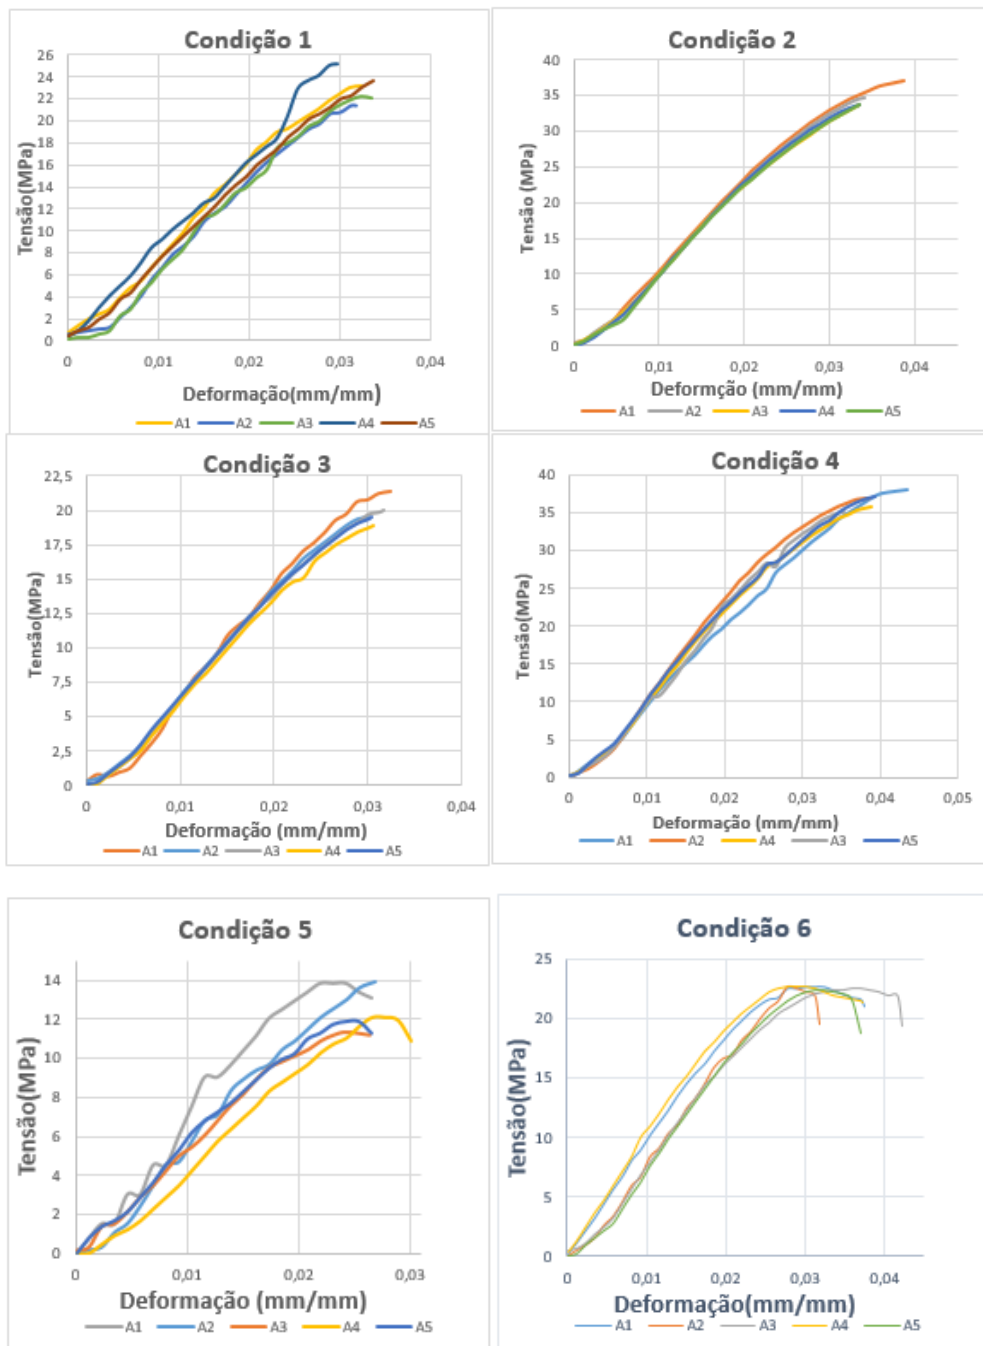 Condição 1
Tensão(MPa)
26
24
22
20
18
16
14
12
10
8
6
4
2
0
0 0,01 0,02 0,03 0,04
Deformação(mm/mm)
A1 A2 A3 A4 A5
Condição 2
Tensão (MPa)
40
35
30
25
20
15
10
5
0
0 0,01 0,02 0,03 0,04
Deformção (mm/mm)
A1 A2 A3 A4 A5
Condição 3
Tensão(MPa)
22,5
20
17,5
15
12,5
10
7,5
5
2,5
0
0 0,01 0,02 0,03 0,04
Deformação (mm/mm)
A1 A2 A3 A4 A5
Condição 4
Tensão(MPa)
40
35
30
25
20
15
10
5
0
0 0,01 0,02 0,03 0,04 0,05
Deformação (mm/mm)
A1 A2 A4 A3 A5
Condição 5
Tensão(MPa)
14
12
10
8
6
4
2
0
0 0,01 0,02 0,03
Deformação (mm/mm)
A1 A2 A3 A4 A5
Condição 6
Tensão(MPa)
25
20
15
10
5
0
0 0,01 0,02 0,03 0,04
Deformação(mm/mm)
A1 A2 A3 A4 A5